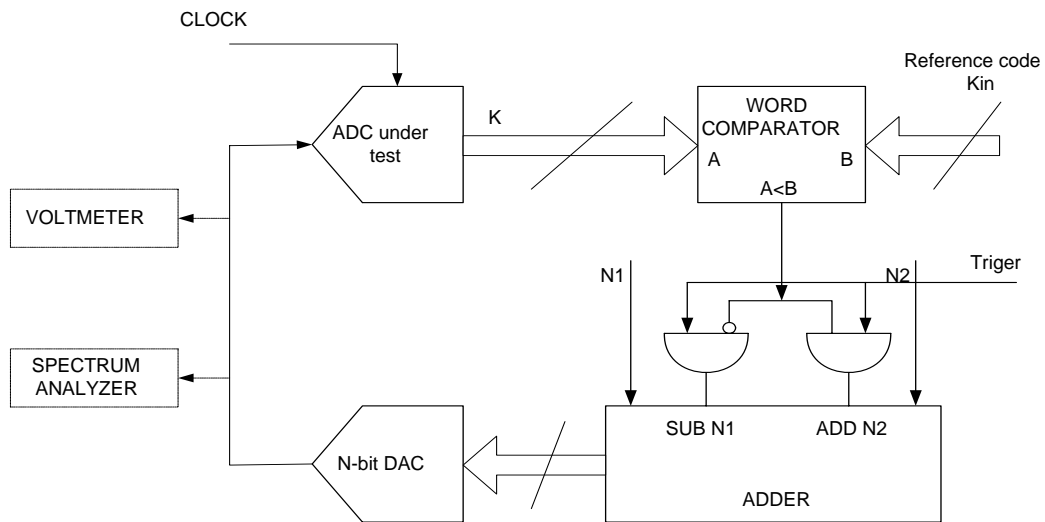 CLOCK
Reference code
Kin
ADC under
test
K
WORD
COMPARATOR
A
B
A<B
VOLTMETER
N1
N2
Triger
SPECTRUM
ANALYZER
SUB N1
ADD N2
N-bit DAC
ADDER